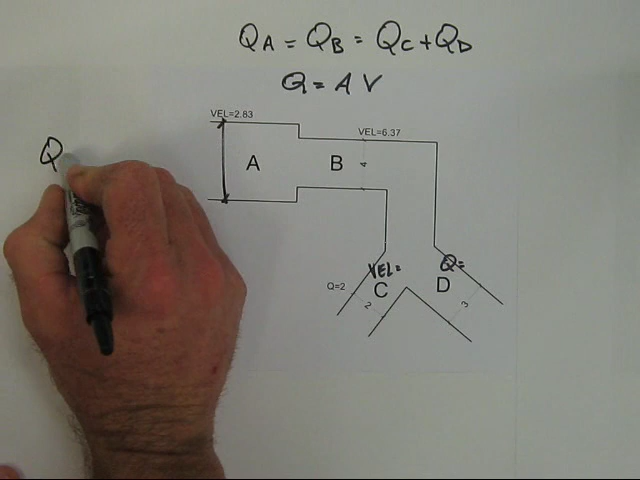 QA = QB = QC + QD
Q = A V
VEL=2.83
VEL=6.37
Q
A
B
4
VEL=
Q=
Q=2
C
D
2
3